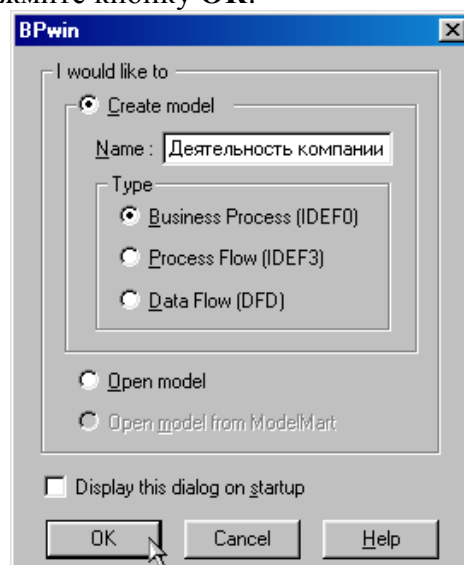 жмите кнопку ОК.
BPwin
I would like to
Create model
Name : Деятельность компании
Type
Business Process (IDEF0)
Process Flow (IDEF3)
Data Flow (DFD)
Open model
Open model from ModelMart
Display this dialog on startup
OK Cancel Help